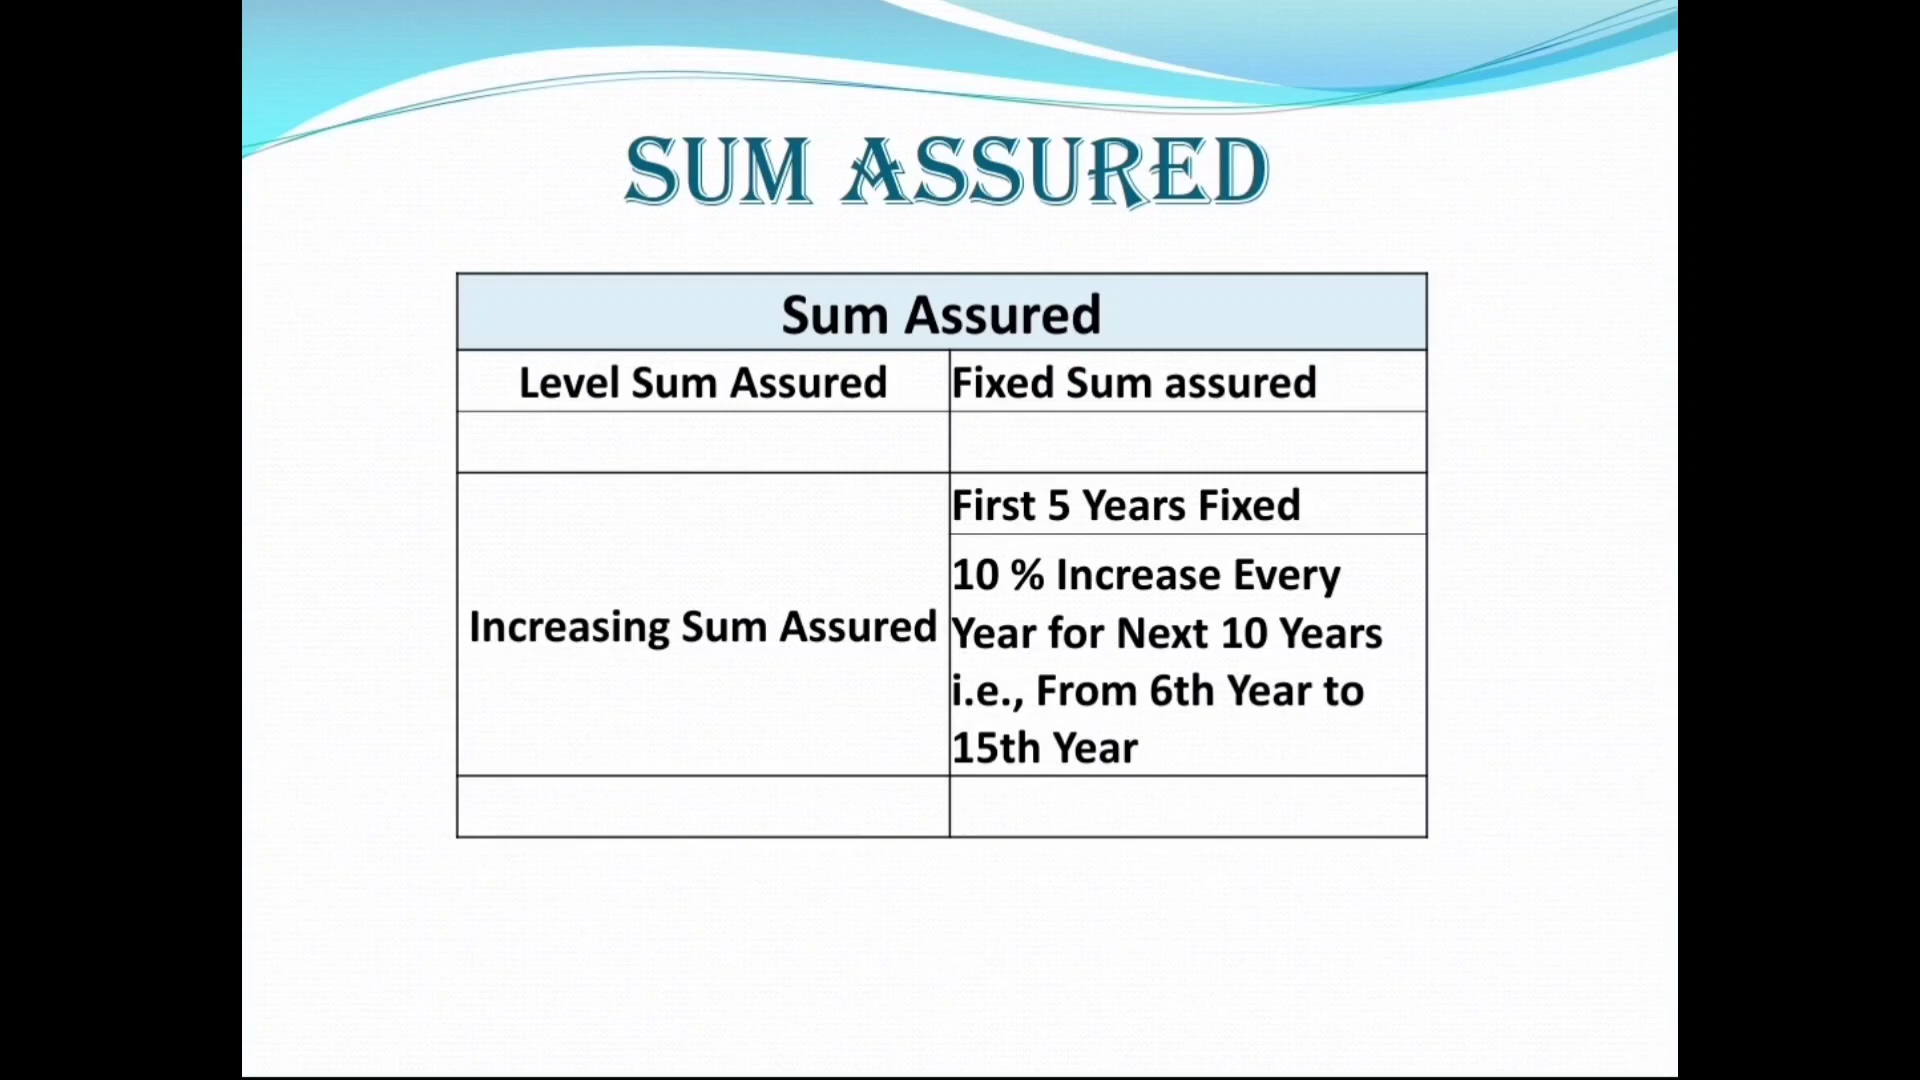 SUM ASSURED
Sum Assured
Level Sum Assured
Fixed Sum assured
Increasing Sum Assured
First 5 Years Fixed
10 % Increase Every
Year for Next 10 Years
i.e., From 6th Year to
15th Year